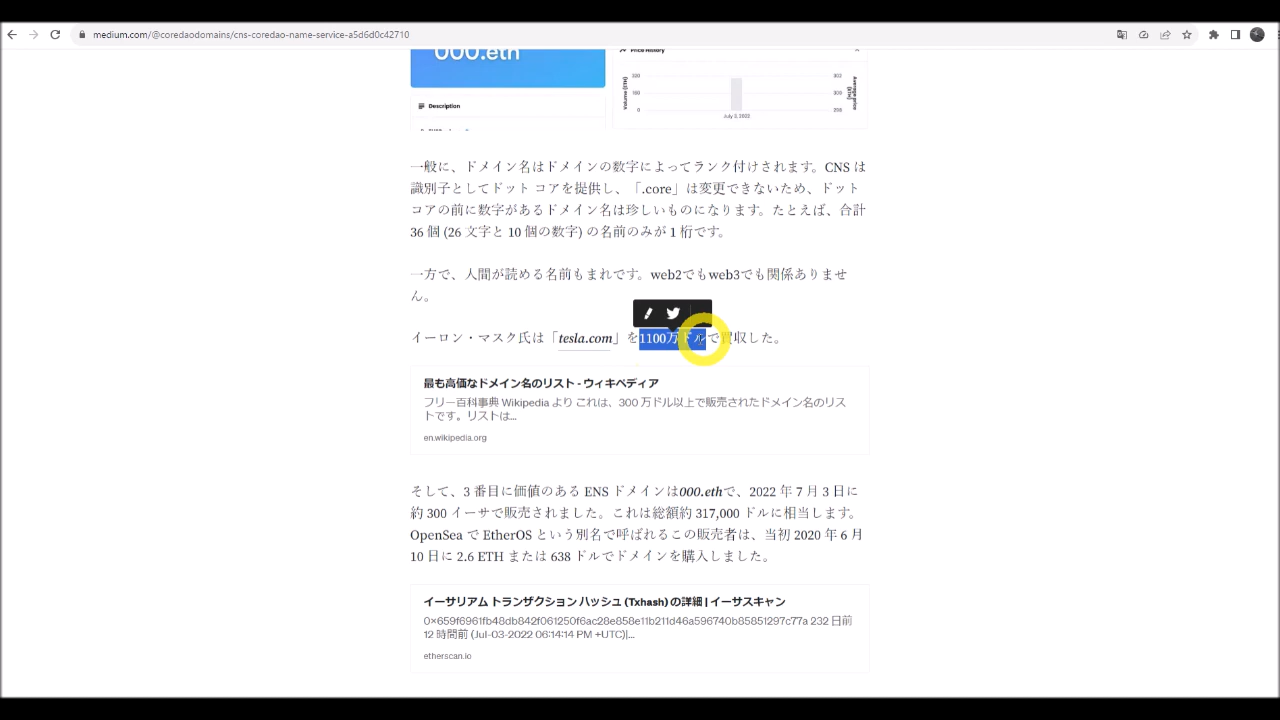 medium.com/@coredaodomains/cns-coredao-name-service-a5d6d0c42710
000.eth
Price History
Description
Volume (ETH)
200
100
0
302
300
298
Average price (ETH)
July 3, 2022
一般に、ドメイン名はドメインの数字によってランク付けされます。CNS は
識別子としてドット コアを提供し、「.core」は変更できないため、ドット
コアの前に数字があるドメイン名は珍しいものになります。たとえば、合計
36 個 (26 文字と 10 個の数字) の名前のみが 1 桁です。
一方で、人間が読める名前もまれです。web2でもweb3でも関係ありませ
ん。
イーロン・マスク氏は「tesla.com」を1100万ドルで買収した。
最も高価なドメイン名のリスト - ウィキペディア
フリー百科事典 Wikipedia より これは、300 万ドル以上で販売されたドメイン名のリス
トです。リストは...
en.wikipedia.org
そして、3 番目に価値のある ENS ドメインは000.ethで、2022 年 7 月 3 日に
約 300 イーサで販売されました。これは総額約 317,000 ドルに相当します。
OpenSea で EtherOS という別名で呼ばれるこの販売者は、当初 2020 年 6 月
10 日に 2.6 ETH または 638 ドルでドメインを購入しました。
イーサリアム トランザクション ハッシュ (Txhash) の詳細 | イーサスキャン
0×659f6961fb48db842f061250f6ac28e858e11b211d46a596740b85851297c77a 232 日前
12 時間前 (Jul-03-2022 06:14:14 PM +UTC)|...
etherscan.io